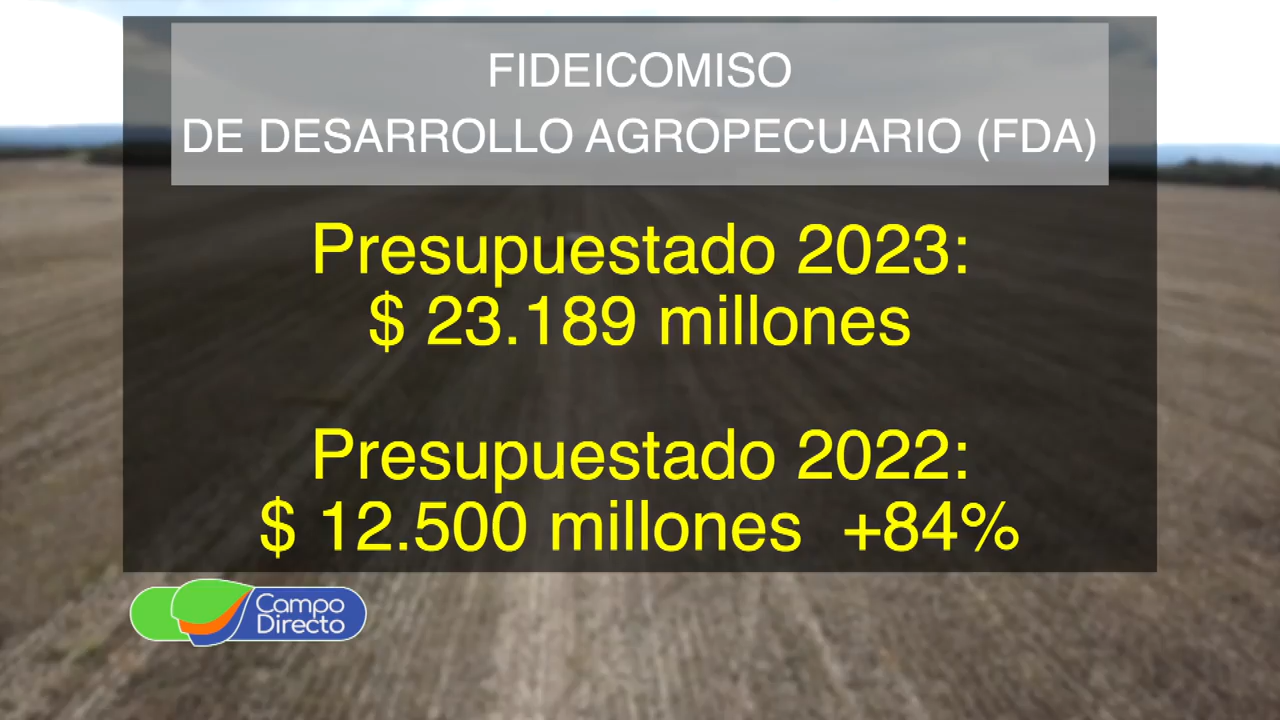 FIDEICOMISO
DE DESARROLLO AGROPECUARIO (FDA)
Presupuestado 2023:
$ 23.189 millones
Presupuestado 2022:
$ 12.500 millones +84%
Campo
Directo